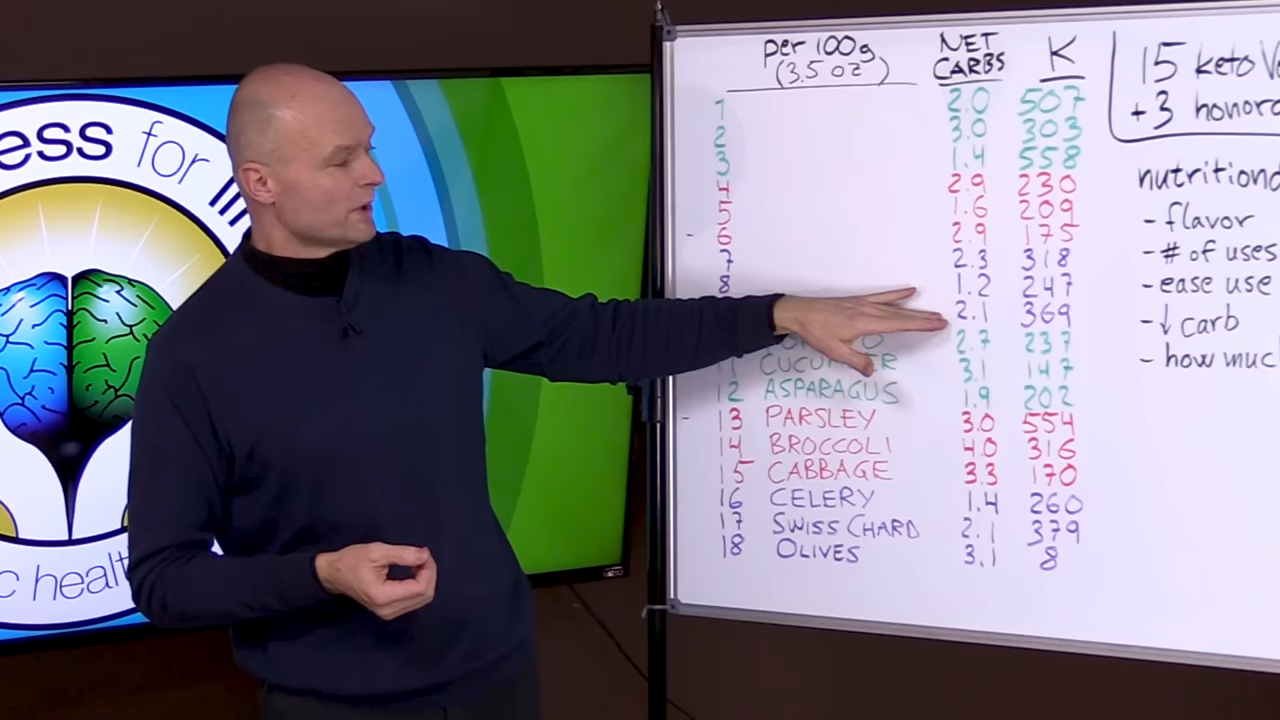 ess for li
c healt
per 100g NET CARBS K
(3.5 oz)
1 2.0 507
2 3.0 303
3 1.4 558
4 2.9 230
5 1.6 209
- 6 2.9 175
7 2.3 318
8 1.2 247
2.1 369
2.7 237
11 CUCUMBER 3.1 147
12 ASPARAGUS 1.9 202
- 13 PARSLEY 3.0 554
14 BROCCOLI 4.0 316
15 CABBAGE 3.3 170
16 CELERY 1.4 260
17 SWISS CHARD 2.1 379
18 OLIVES 3.1 8
15 keto Ve
+3 honora
nutritiona
- flavor
- # of uses
- ease use
- ↓ carb
- how muc